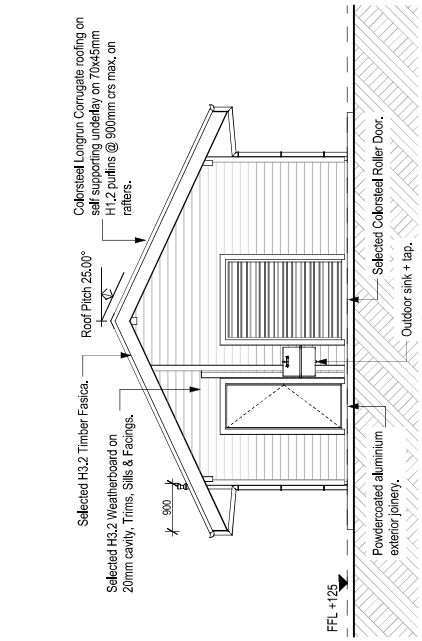 Colorsteel Longrun Corrugate roofing on
self supporting underlay on 70x45mm
H1.2 purlins @ 900mm crs max. on
rafters.
Roof Pitch 25.00°
Selected H3.2 Timber Fasica.
Selected H3.2 Weatherboard on
20mm cavity, Trims, Sills & Facings.
900
FFL +125
Powdercoated aluminium
exterior joinery.
Outdoor sink + tap.
Selected Colorsteel Roller Door.